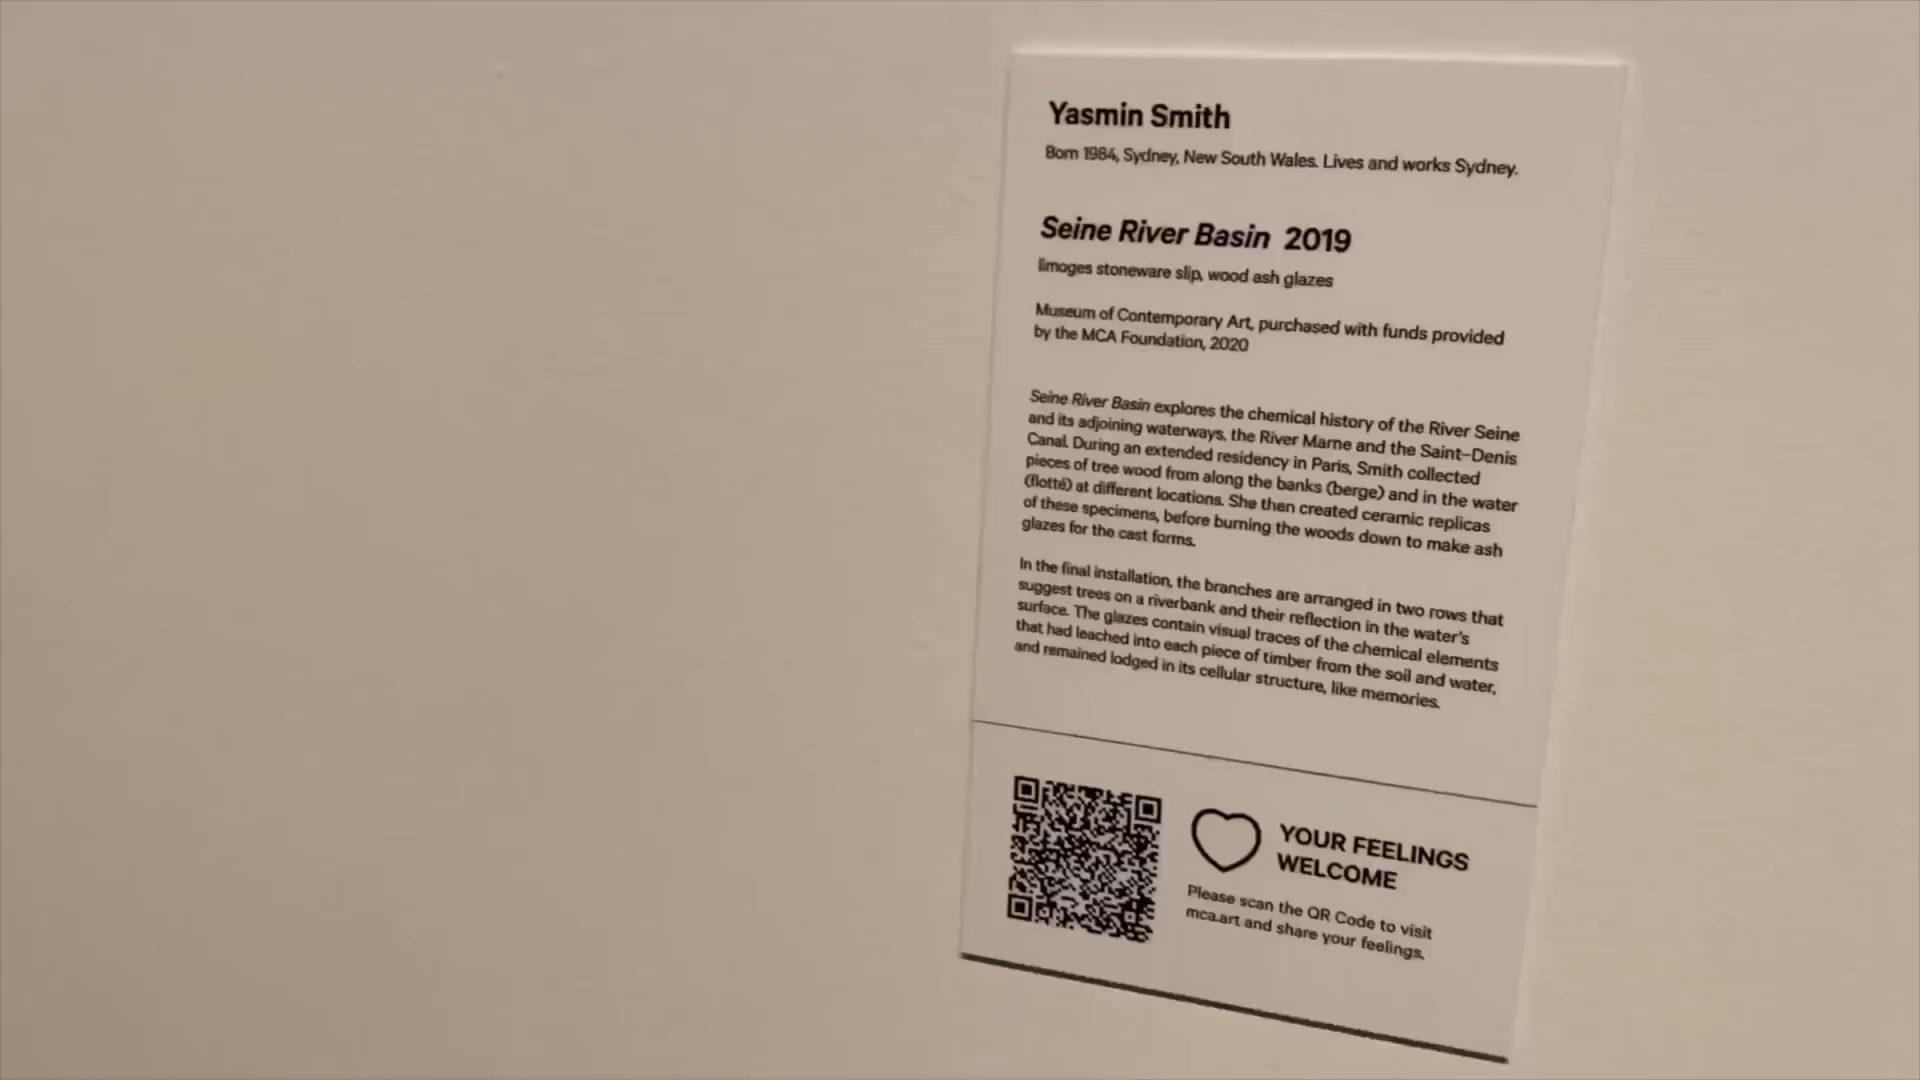 Yasmin Smith
Born 1984, Sydney, New South Wales. Lives and works Sydney.
Seine River Basin 2019
limoges stoneware slip, wood ash glazes
Museum of Contemporary Art, purchased with funds provided
by the MCA Foundation, 2020
Seine River Basin explores the chemical history of the River Seine
and its adjoining waterways, the River Marne and the Saint-Denis
Canal. During an extended residency in Paris, Smith collected
pieces of tree wood from along the banks (berge) and in the water
(flotté) at different locations. She then created ceramic replicas
of these specimens, before burning the woods down to make ash
glazes for the cast forms.
In the final installation, the branches are arranged in two rows that
suggest trees on a riverbank and their reflection in the water's
surface. The glazes contain visual traces of the chemical elements
that had leached into each piece of timber from the soil and water,
and remained lodged in its cellular structure, like memories.
YOUR FEELINGS
WELCOME
Please scan the QR Code to visit
mca.art and share your feelings.